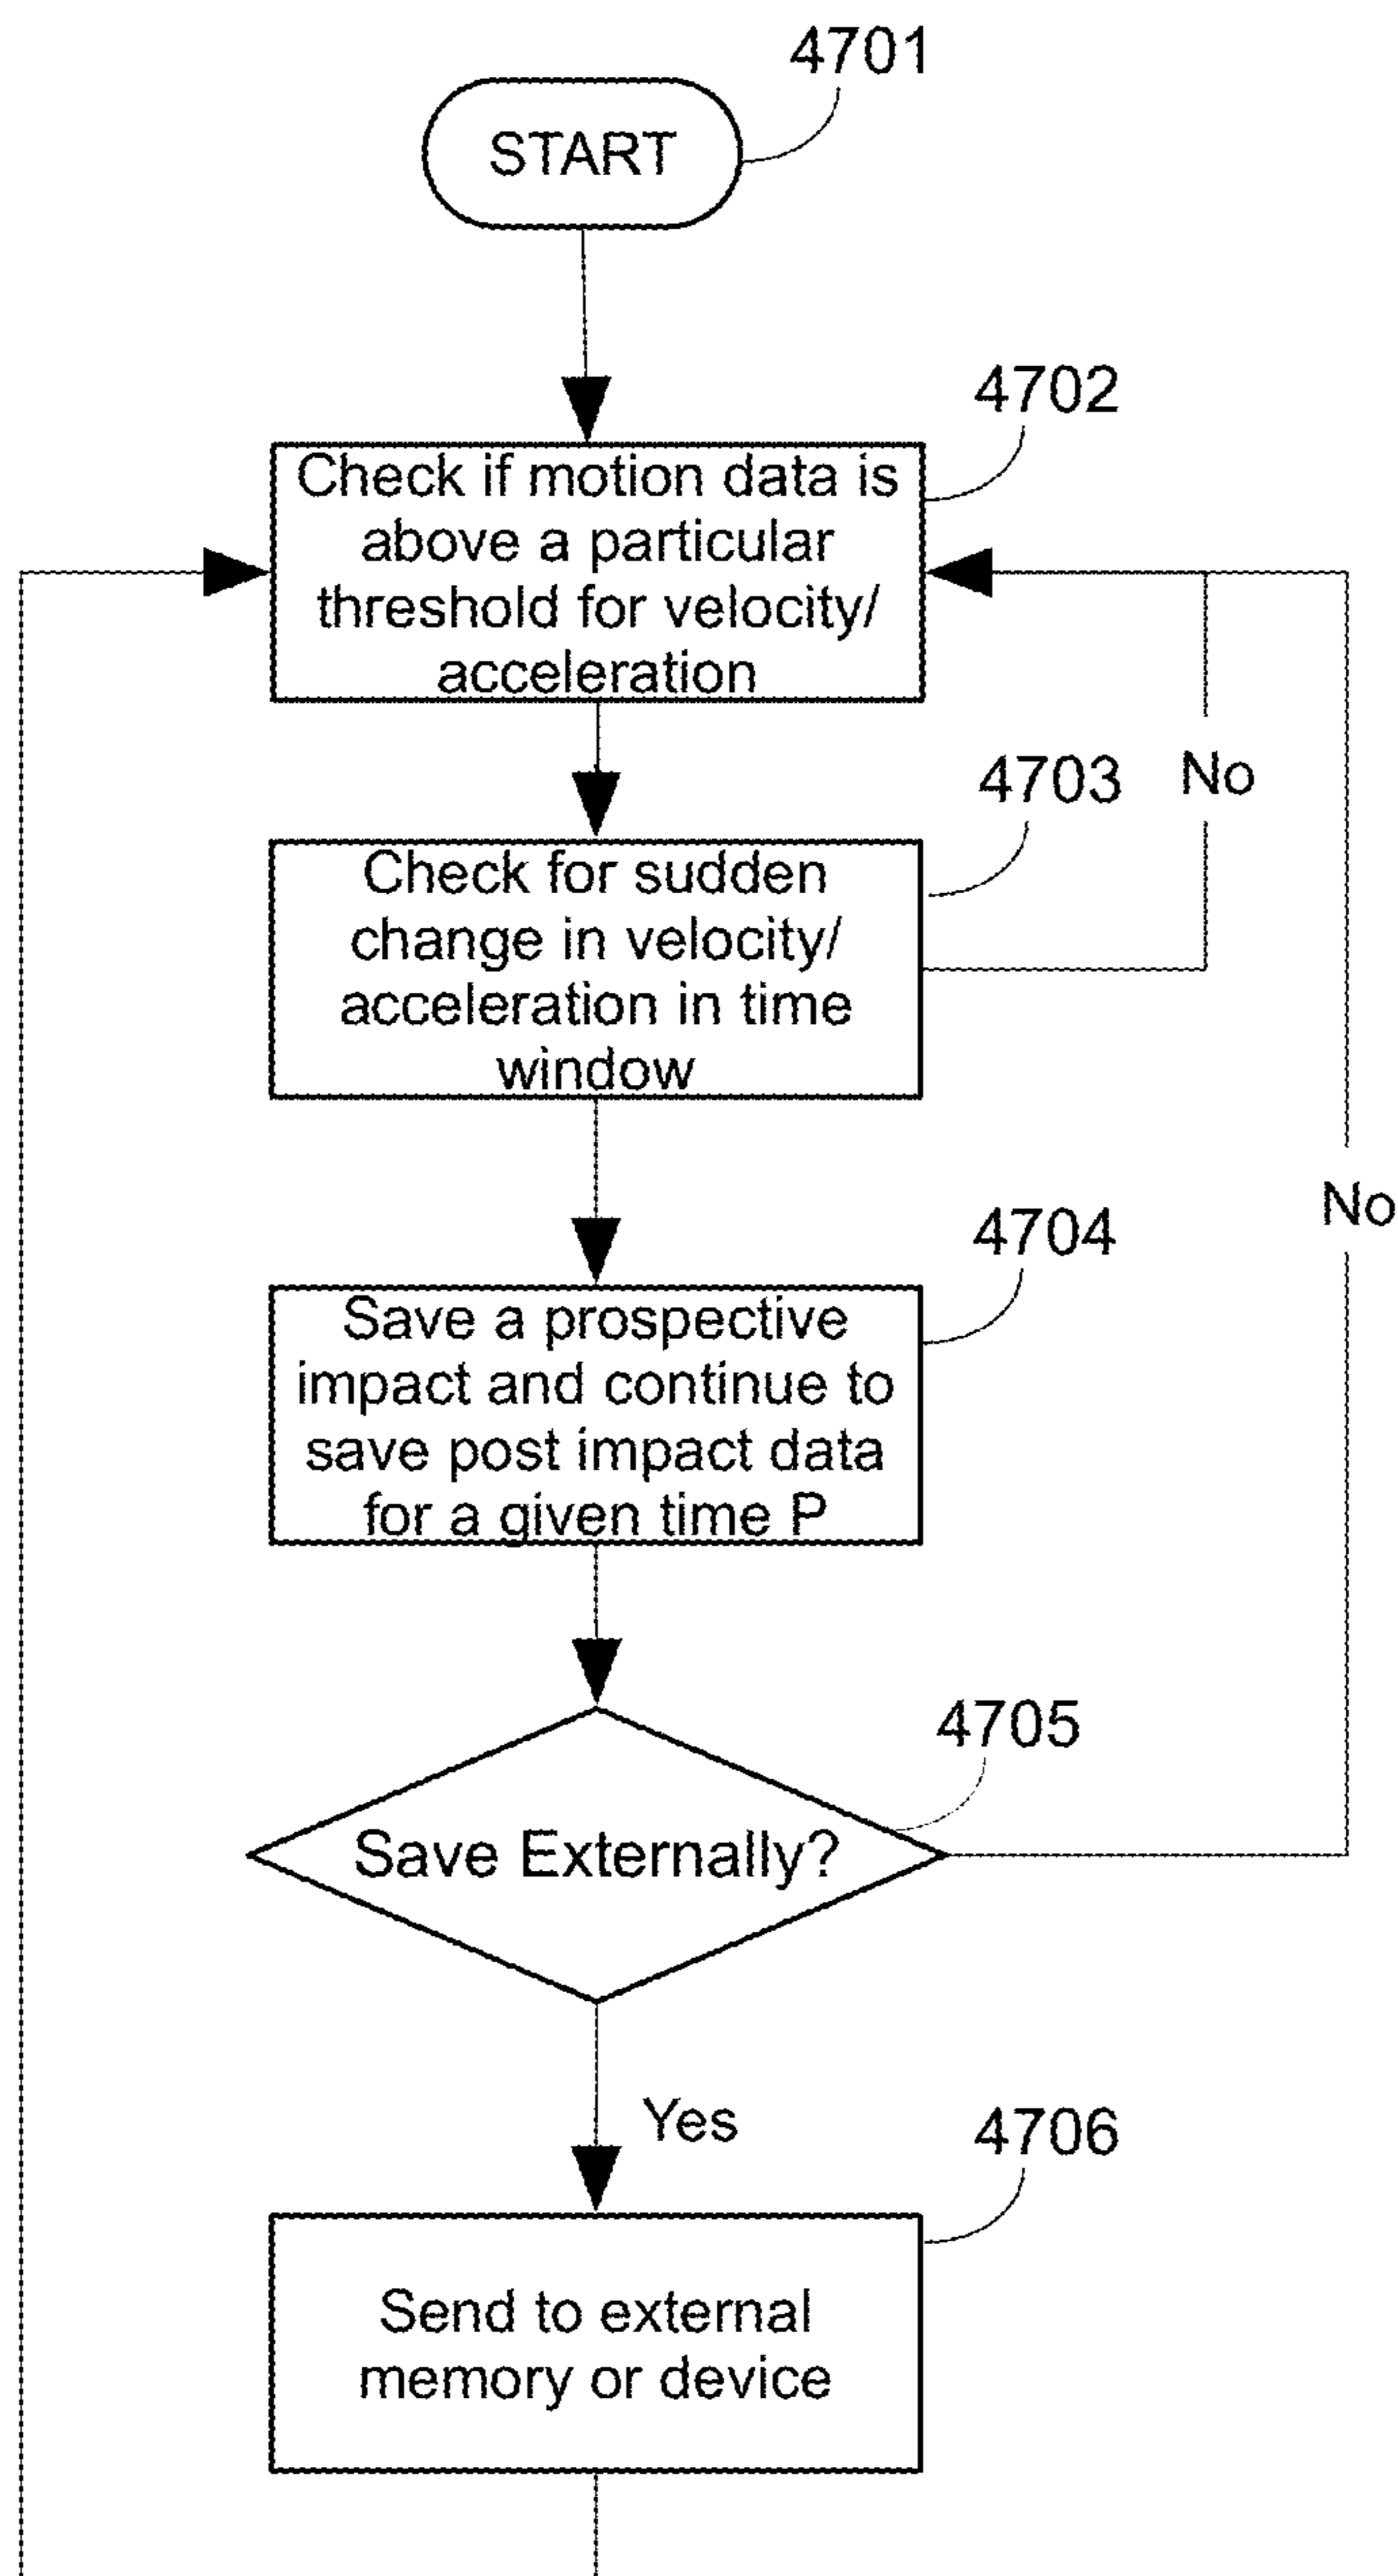 4701
START
4702
Check if motion data is
above a particular
threshold for velocity/
acceleration
4703
No
Check for sudden
change in velocity/
acceleration in time
window
No
4704
Save a prospective
impact and continue to
save post impact data
for a given time P
4705
Save Externally?
Yes
4706
Send to external
memory or device